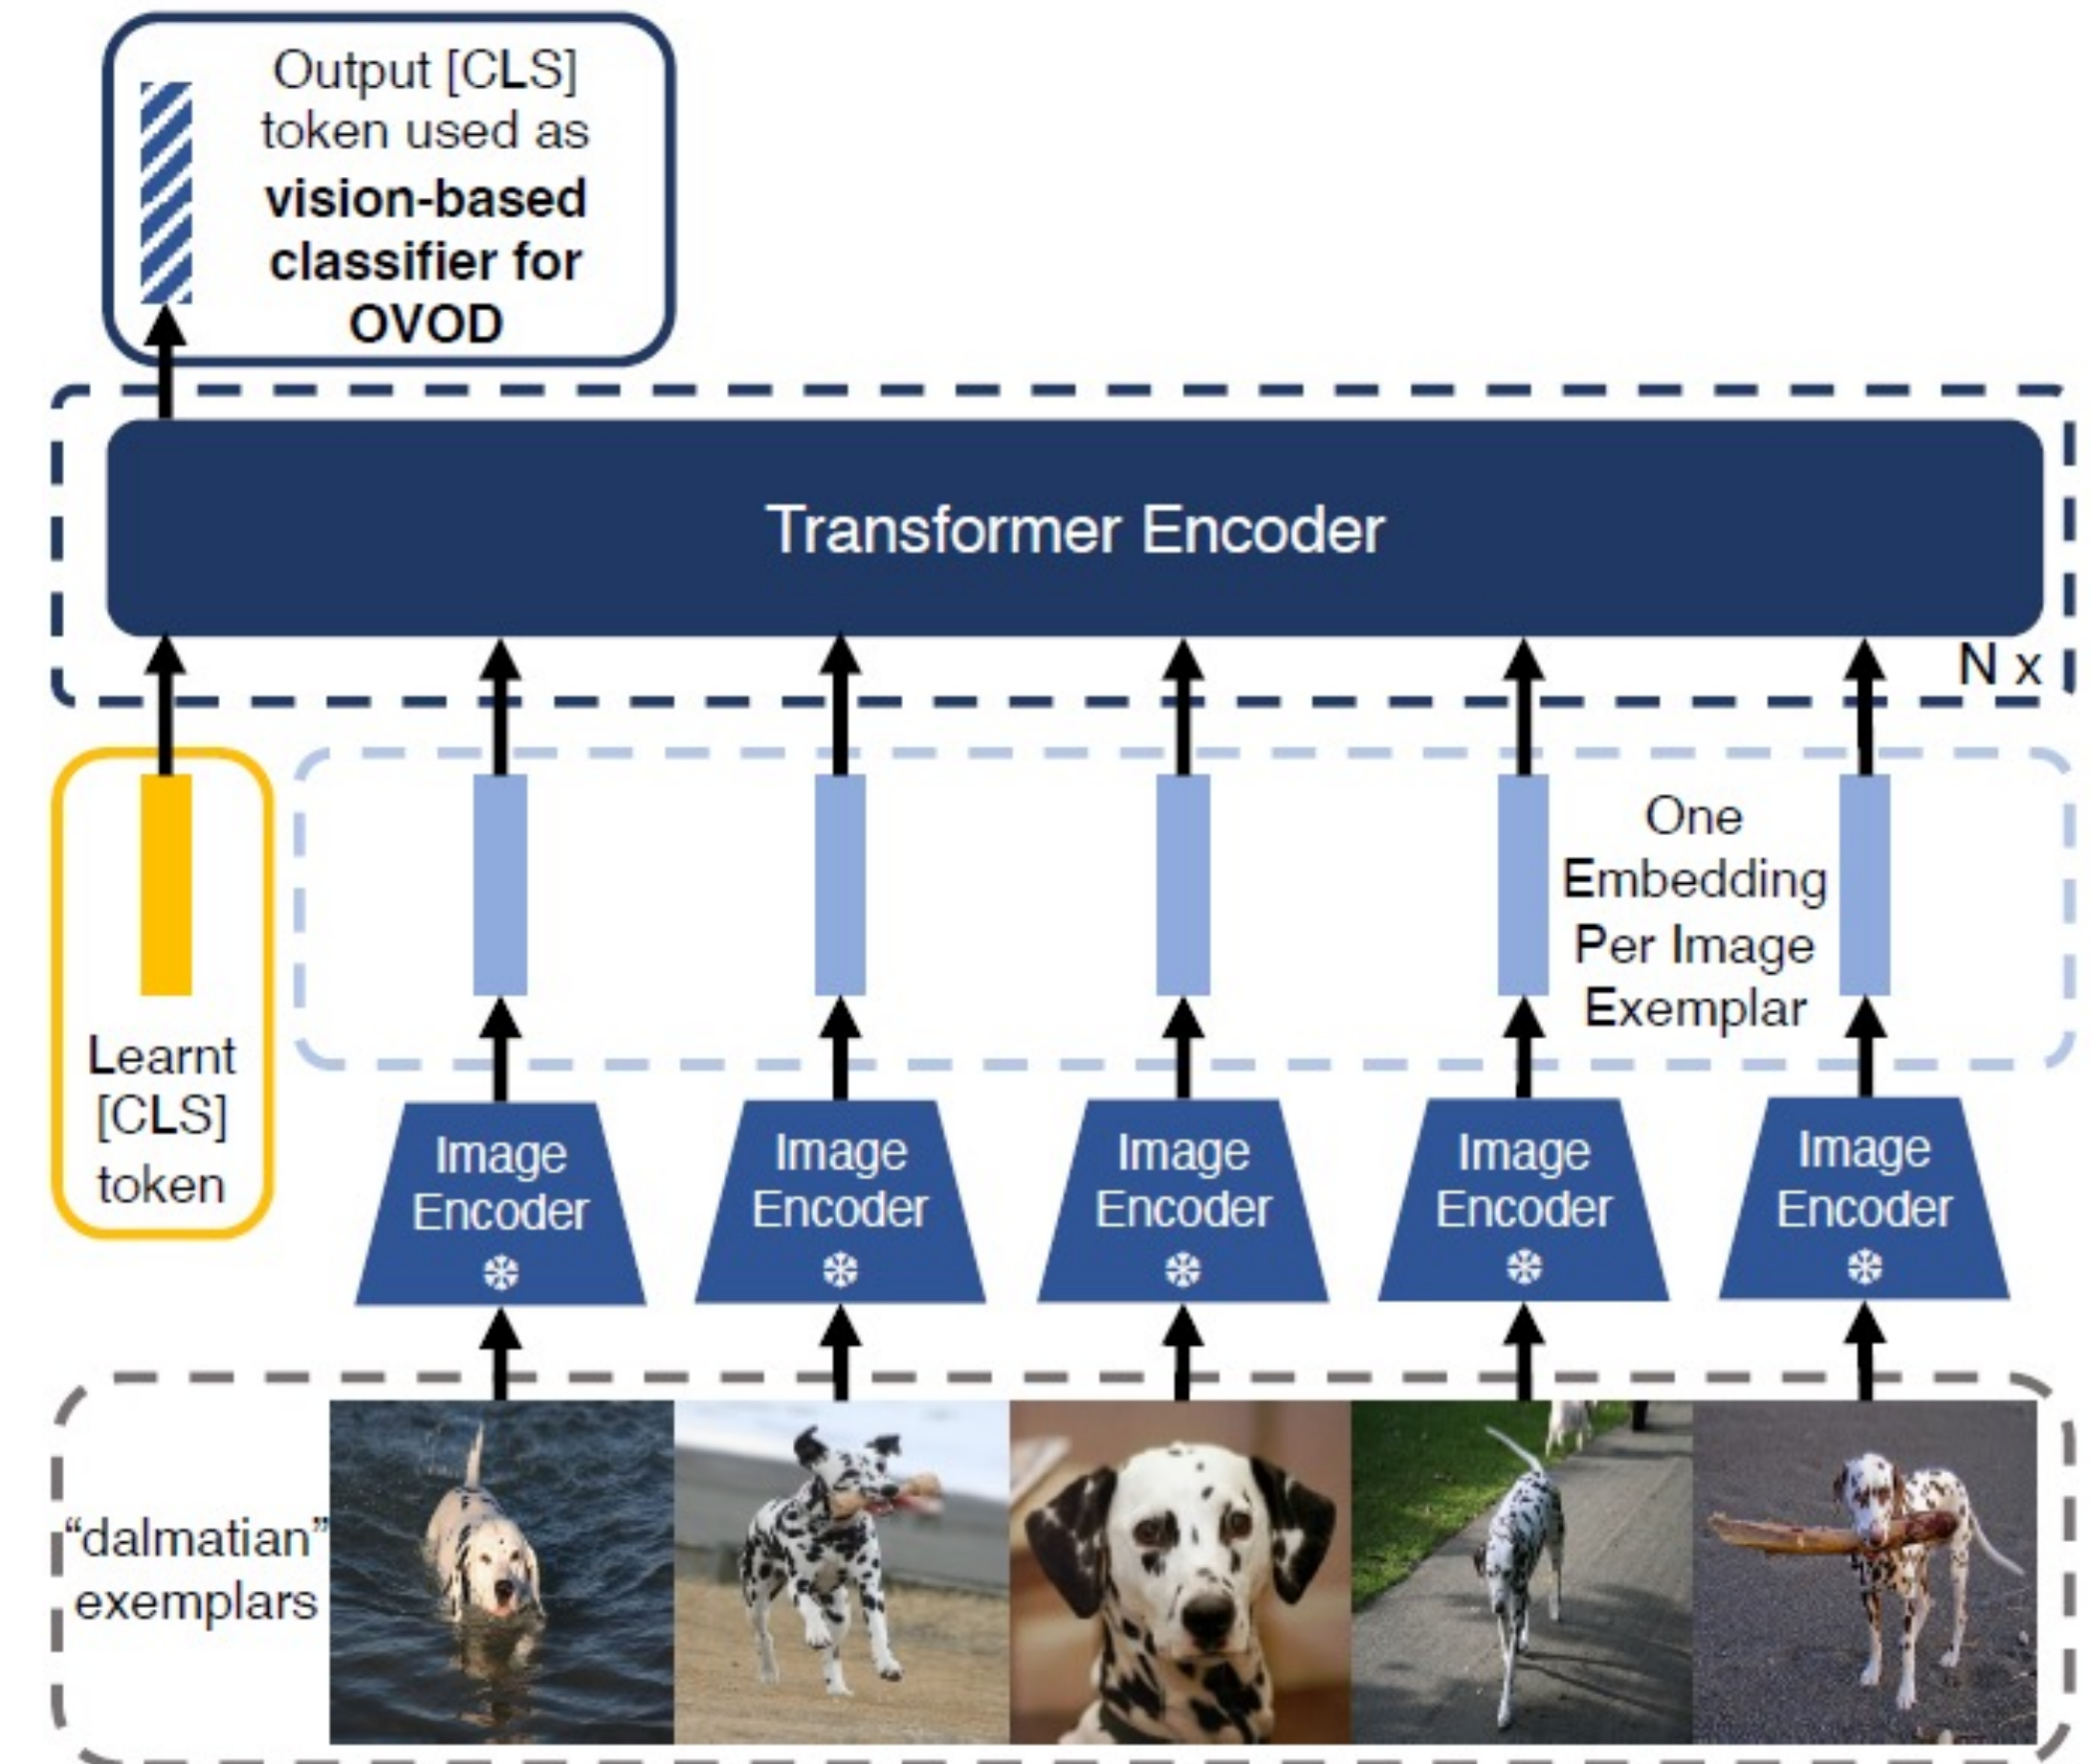 Output [CLS]
token used as
vision-based
classifier for
OVOD
Transformer Encoder
N x
One
Embedding
Per Image
Exemplar
Learnt
[CLS]
token
Image
Encoder
Image
Encoder
Image
Encoder
Image
Encoder
Image
Encoder
“dalmatian”
exemplars